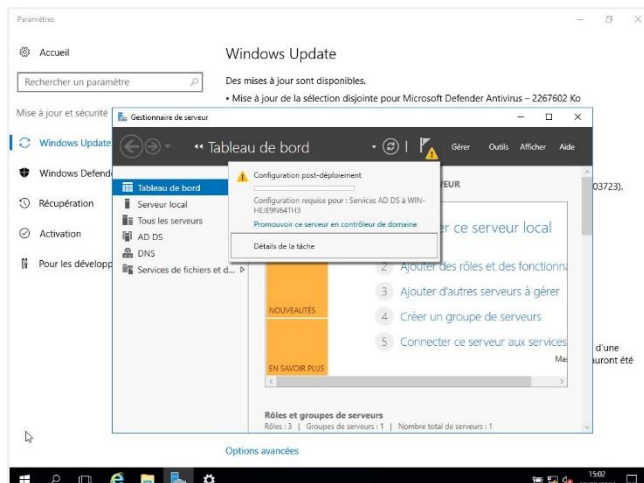 Paramètres
Accueil
Rechercher un paramètre
Mise à jour et sécurité
Windows Update
Windows Defend
Récupération
Activation
Pour les développ
Windows Update
Des mises à jour sont disponibles.
• Mise à jour de la sélection disjointe pour Microsoft Defender Antivirus – 2267602 Ko
03723).
d'une
auront été
Options avancées
Gestionnaire de serveur
Tableau de bord
Gérer Outils Afficher Aide
Tableau de bord
Serveur local
Tous les serveurs
AD DS
DNS
Services de fichiers et d...
Configuration post-déploiement
Configuration requise pour : Services AD DS à WIN-
HEJE9N64TH3
Promouvoir ce serveur en contrôleur de domaine
Détails de la tâche
EUR
er ce serveur local
2 Ajouter des rôles et des fonctionna
3 Ajouter d'autres serveurs à gérer
4 Créer un groupe de serveurs
5 Connecter ce serveur aux services
NOUVEAUTÉS
EN SAVOIR PLUS
Mas
Rôles et groupes de serveurs
Rôles : 3 | Groupes de serveurs : 1 | Nombre total de serveurs : 1
15:02